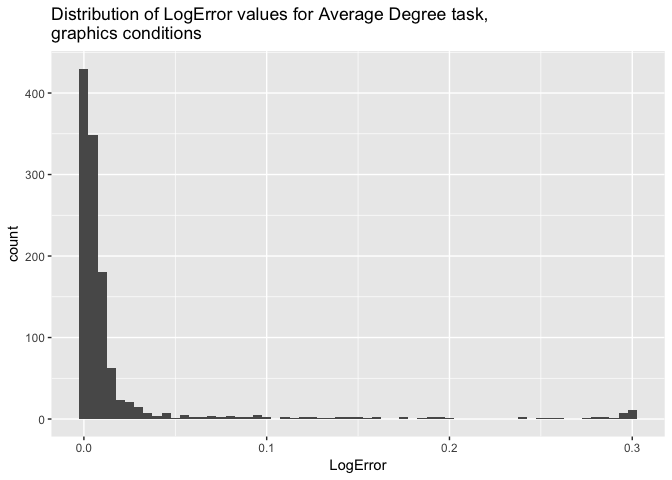 Distribution of LogError values for Average Degree task,
graphics conditions
count
400
300
200
100
0
0.0 0.1 0.2 0.3
LogError